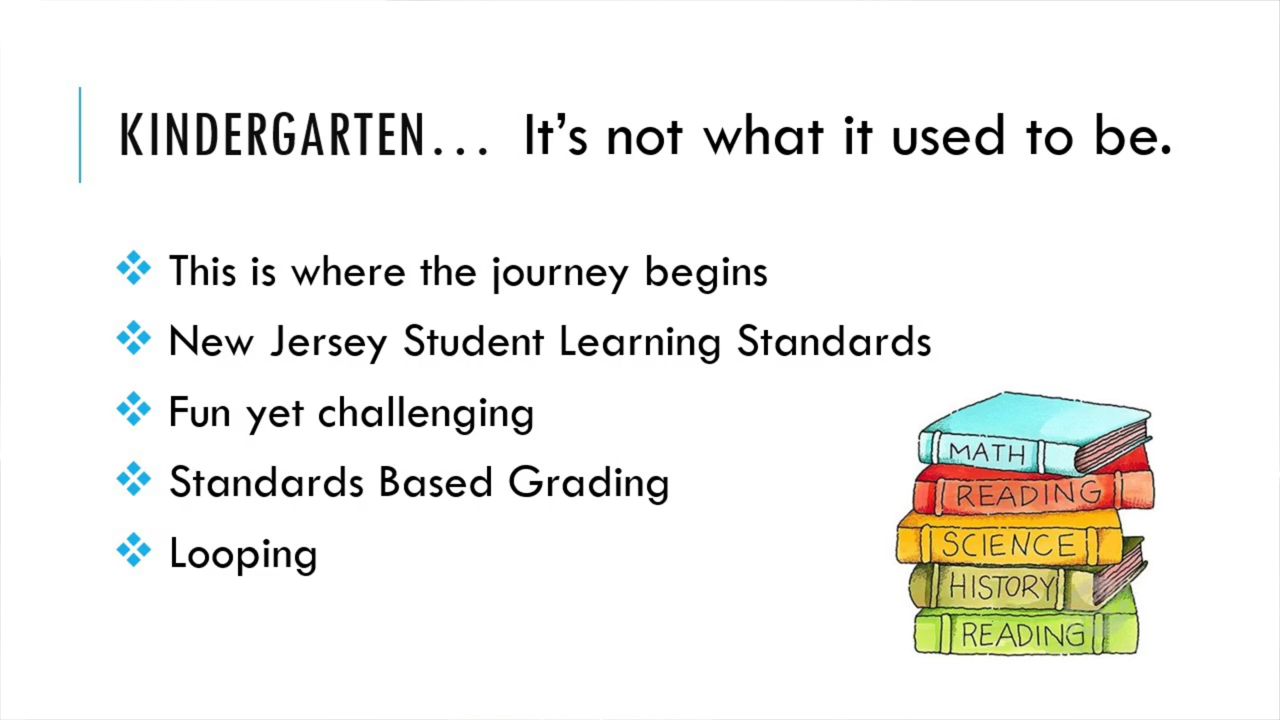 KINDERGARTEN... It's not what it used to be.
This is where the journey begins
New Jersey Student Learning Standards
Fun yet challenging
Standards Based Grading
Looping
MATH
READING
SCIENCE
HISTORY
READING